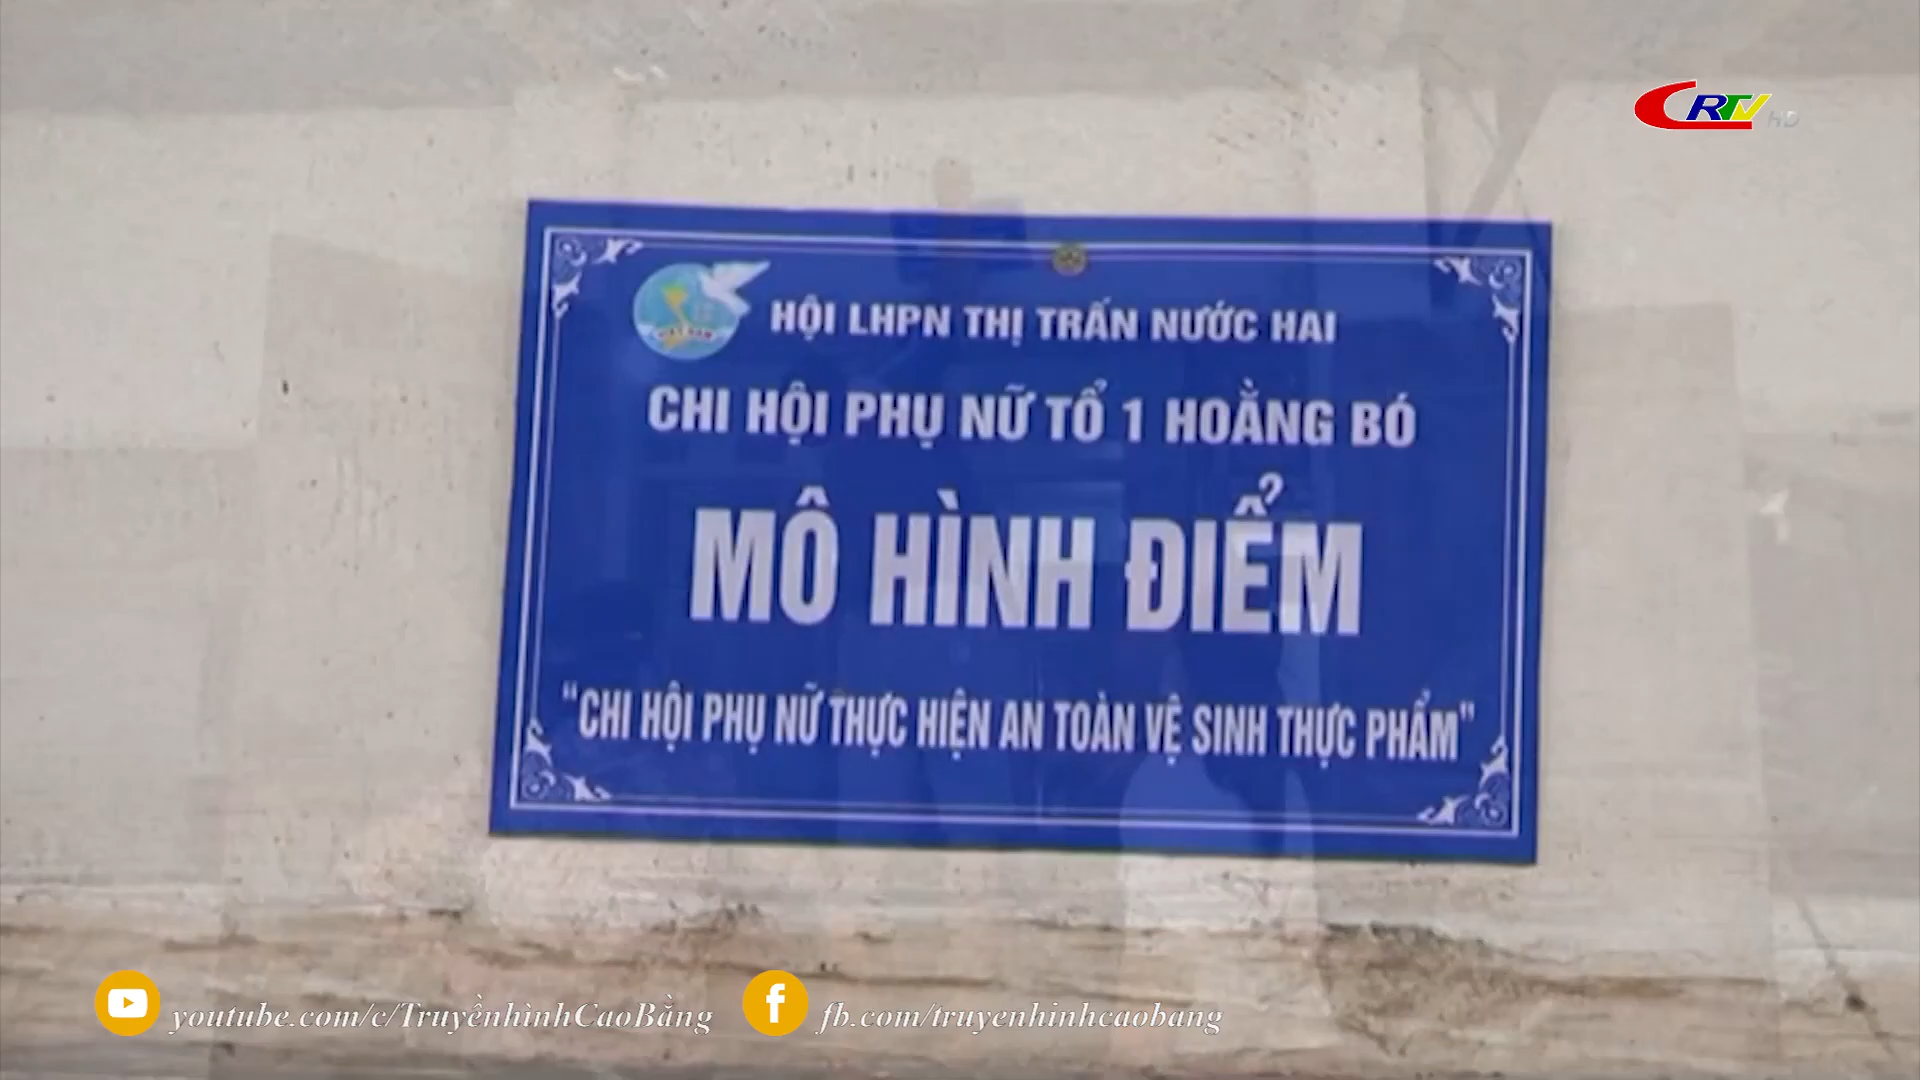 CRTV HD
HỘI LHPN THỊ TRẤN NƯỚC HAI
CHI HỘI PHỤ NỮ TỔ 1 HOẰNG BÓ
MÔ HÌNH ĐIỂM
"CHI HỘI PHỤ NỮ THỰC HIỆN AN TOÀN VỆ SINH THỰC PHẨM"
youtube.com/c/TruyềnhìnhCaoBằng
fb.com/truyenhinhcaobang